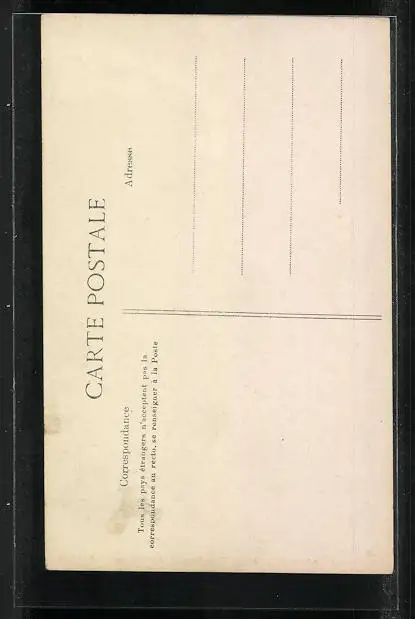 CARTE POSTALE
Correspondance
Tous les pays étrangers n'acceptent pas la
correspondance au recto, se renseigner à la Poste
Adresse